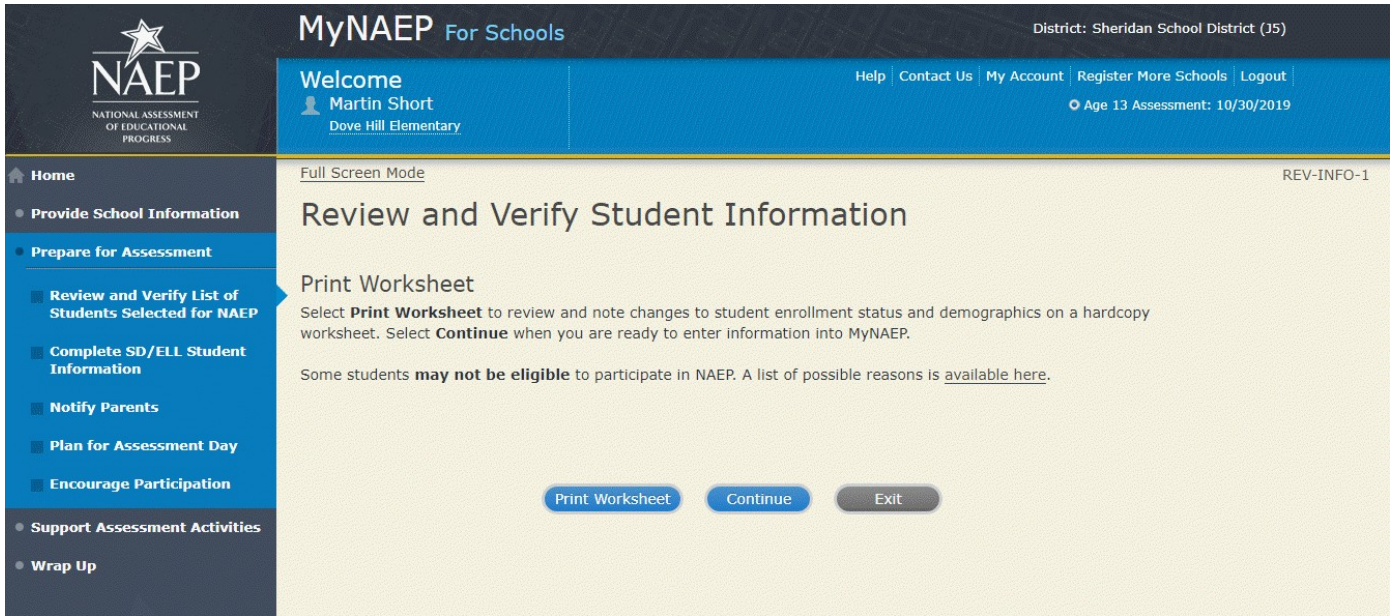 NAEP
NATIONAL ASSESSMENT
OF EDUCATIONAL
PROGRESS
MyNAEP For Schools
District: Sheridan School District (J5)
Welcome
Martin Short
Dove Hill Elementary
Help Contact Us My Account Register More Schools Logout
Age 13 Assessment: 10/30/2019
Home
Provide School Information
Prepare for Assessment
Review and Verify List of
Students Selected for NAEP
Complete SD/ELL Student
Information
Notify Parents
Plan for Assessment Day
Encourage Participation
Support Assessment Activities
Wrap Up
Full Screen Mode
REV-INFO-1
Review and Verify Student Information
Print Worksheet
Select Print Worksheet to review and note changes to student enrollment status and demographics on a hardcopy
worksheet. Select Continue when you are ready to enter information into MyNAEP.
Some students may not be eligible to participate in NAEP. A list of possible reasons is available here.
Print Worksheet Continue Exit